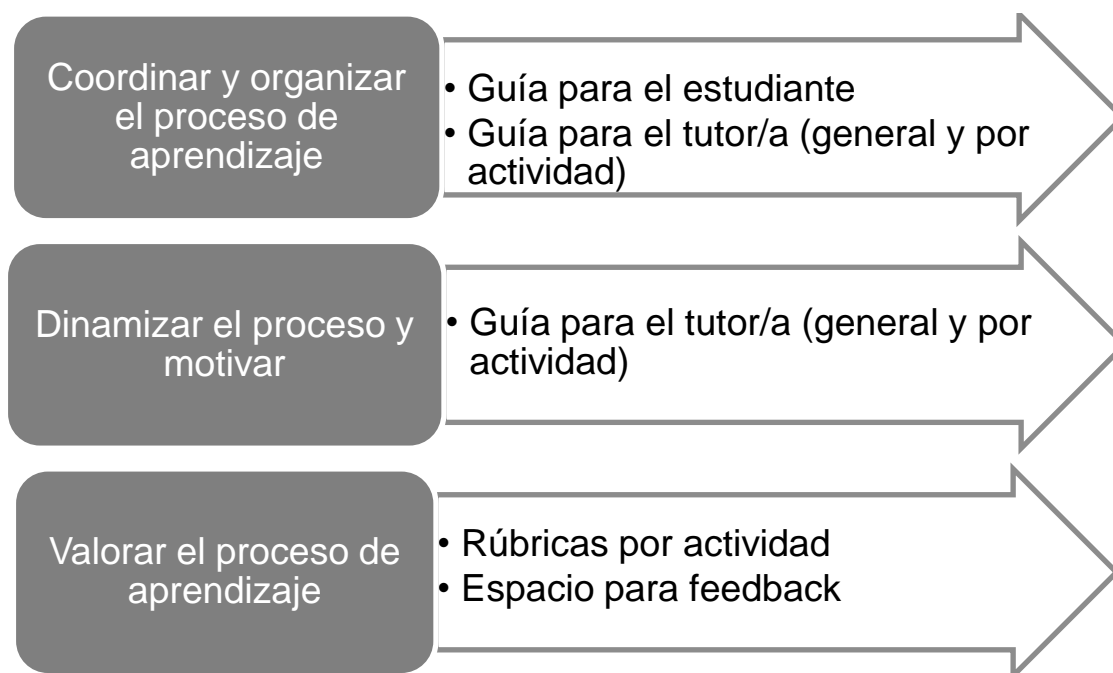 Coordinar y organizar
el proceso de
aprendizaje
• Guía para el estudiante
• Guía para el tutor/a (general y por
actividad)
Dinamizar el proceso y
motivar
• Guía para el tutor/a (general y por
actividad)
Valorar el proceso de
aprendizaje
• Rúbricas por actividad
• Espacio para feedback